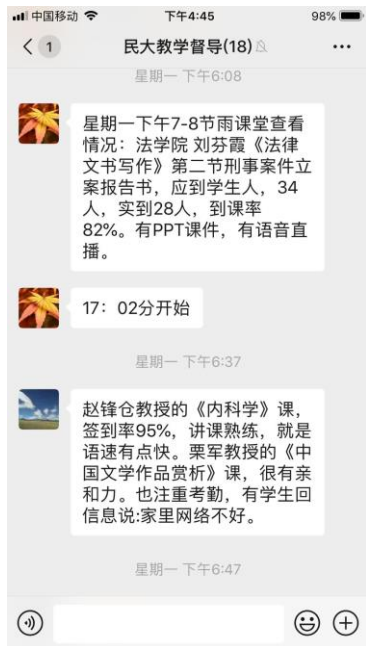 中国移动 下午4:45 98%
1 民大教学督导(18)
星期一 下午6:08
星期一下午7-8节雨课堂查看
情况：法学院 刘芬霞《法律
文书写作》第二节刑事案件立
案报告书，应到学生人，34
人，实到28人，到课率
82%。有PPT课件，有语音直
播。
17：02分开始
星期一 下午6:37
赵锋仓教授的《内科学》课，
签到率95%，讲课熟练，就是
语速有点快。栗军教授的《中
国文学作品赏析》课，很有亲
和力。也注重考勤，有学生回
信息说:家里网络不好。
星期一 下午6:47